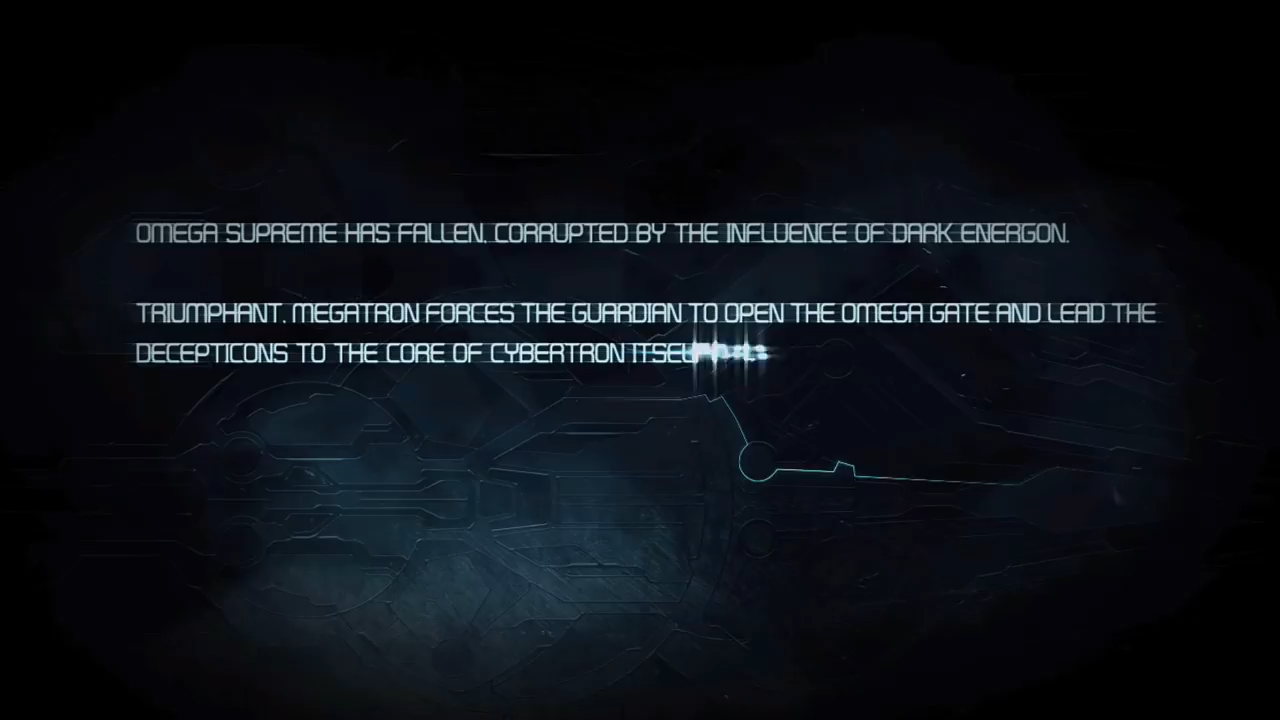 OMEGA SUPREME HAS FALLEN, CORRUPTED BY THE INFLUENCE OF DARK ENERGON.
TRIUMPHANT, MEGATRON FORCES THE GUARDIAN TO OPEN THE OMEGA GATE AND LEAD THE
DECEPTICONS TO THE CORE OF CYBERTRON